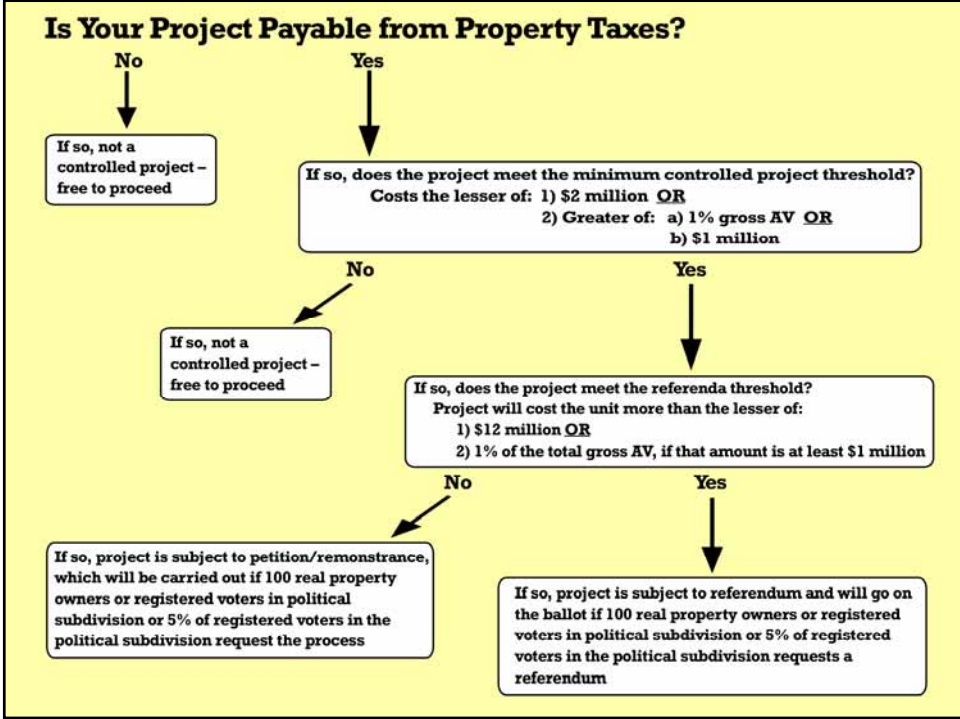 Is Your Project Payable from Property Taxes?
No
Yes
If so, not a
controlled project –
free to proceed
If so, does the project meet the minimum controlled project threshold?
Costs the lesser of: 1) $2 million OR
2) Greater of: a) 1% gross AV OR
b) $1 million
No
Yes
If so, not a
controlled project –
free to proceed
If so, does the project meet the referenda threshold?
Project will cost the unit more than the lesser of:
1) $12 million OR
2) 1% of the total gross AV, if that amount is at least $1 million
No
Yes
If so, project is subject to petition/remonstrance,
which will be carried out if 100 real property
owners or registered voters in political
subdivision or 5% of registered voters in the
political subdivision request the process
If so, project is subject to referendum and will go on
the ballot if 100 real property owners or registered
voters in political subdivision or 5% of registered
voters in the political subdivision requests a
referendum